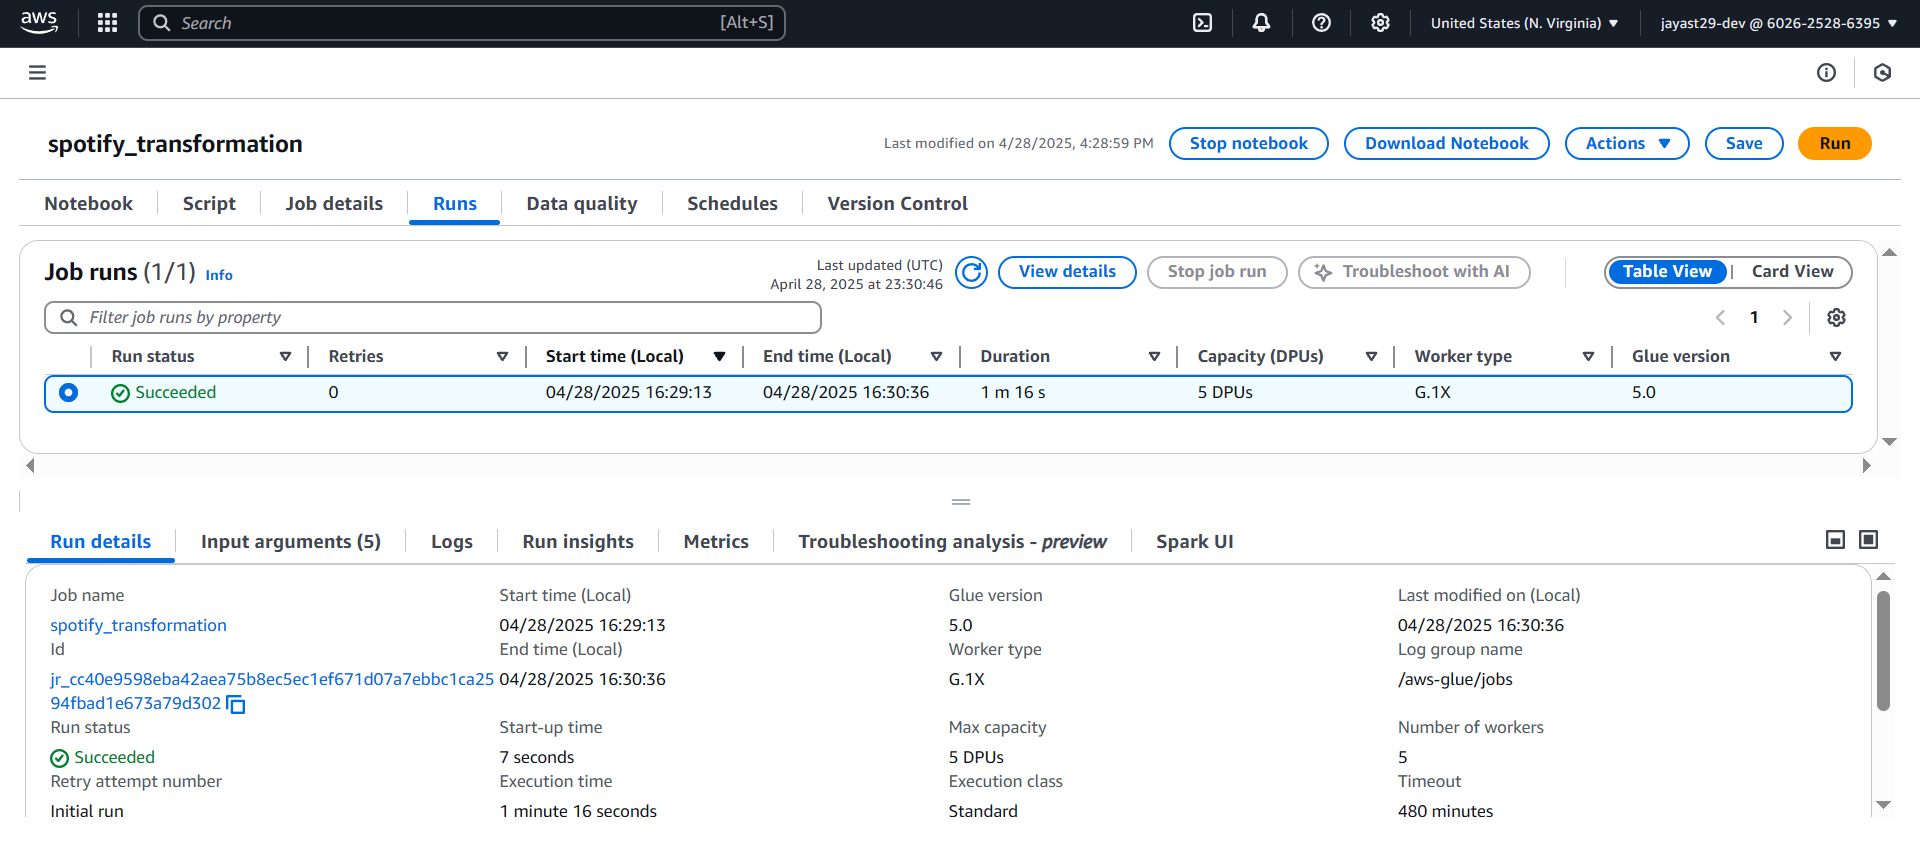 aws
Search [Alt+S]
United States (N. Virginia)
jayast29-dev @ 6026-2528-6395
spotify_transformation
Last modified on 4/28/2025, 4:28:59 PM
Stop notebook
Download Notebook
Actions
Save
Run
Notebook
Script
Job details
Runs
Data quality
Schedules
Version Control
Job runs (1/1) Info
Last updated (UTC)
April 28, 2025 at 23:30:46
View details
Stop job run
Troubleshoot with AI
Table View
Card View
Filter job runs by property
1
Run status Retries Start time (Local) End time (Local) Duration Capacity (DPUs) Worker type Glue version
Succeeded 0 04/28/2025 16:29:13 04/28/2025 16:30:36 1 m 16 s 5 DPUs G.1X 5.0
Run details
Input arguments (5)
Logs
Run insights
Metrics
Troubleshooting analysis - preview
Spark UI
Job name
spotify_transformation
Id
jr_cc40e9598eba42aea75b8ec5ec1ef671d07a7ebbc1ca25
94fbad1e673a79d302
Run status
Succeeded
Retry attempt number
Initial run
Start time (Local)
04/28/2025 16:29:13
End time (Local)
04/28/2025 16:30:36
Start-up time
7 seconds
Execution time
1 minute 16 seconds
Glue version
5.0
Worker type
G.1X
Max capacity
5 DPUs
Execution class
Standard
Last modified on (Local)
04/28/2025 16:30:36
Log group name
/aws-glue/jobs
Number of workers
5
Timeout
480 minutes